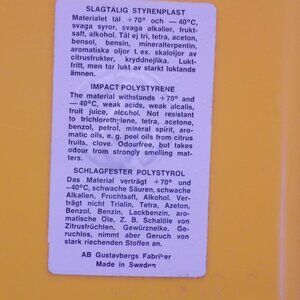 SLAGTÅLIG STYRENPLAST
Materialet tål +70° och —40°C,
svaga syror, svaga alkalier, frukt-
saft, alkohol. Tål ej tri, tetra, aceton,
bensol, bensin, mineralterpentin,
aromatiska oljor t. ex. skaloljor av
citrusfrukter, kryddnejlika. Lukt-
fritt, men tar lukt av starkt luktande
ämnen.
IMPACT POLYSTYRENE
The material withstands +70° and
—40°C, weak acids, weak alcalis,
fruit juice, alcohol. Not resistant
to trichlorethylene, tetra, acetone,
benzol, petrol, mineral spirit, aro-
matic oils, e. g. peel oils from citrus
fruits, clove. Odourfree, but takes
odour from strongly smelling mat-
ters.
SCHLAGFESTER POLYSTYROL
Das Material verträgt +70° und
—40°C, schwache Säuren, schwache
Alkalien, Fruchtsaft, Alkohol. Ver-
trägt nicht Trialin, Tetra, Azeton,
Benzol, Benzin, Lackbenzin, aro-
matische Öle, Z. B. Schalöle von
Zitrusfrüchten, Gewürznelke. Ge-
ruchlos, nimmt aber Geruch von
stark riechenden Stoffen an.
AB Gustavbergs Fabriker
Made in Sweden